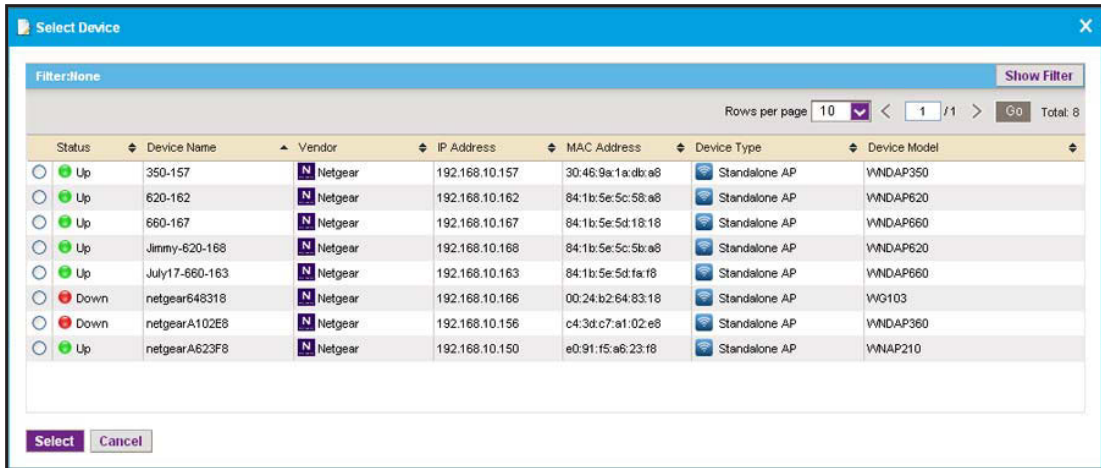 Select Device
Filter:None Show Filter
Rows per page 10 < 1 /1 > Go Total: 8
Status Device Name Vendor IP Address MAC Address Device Type Device Model
Up 350-157 N Netgear 192.168.10.157 30:46:9a:1a:db:a8 Standalone AP WNDAP350
Up 620-162 N Netgear 192.168.10.162 84:1b:5e:5c:58:a8 Standalone AP WNDAP620
Up 660-167 N Netgear 192.168.10.167 84:1b:5e:5d:18:18 Standalone AP WNDAP660
Up Jimmy-620-168 N Netgear 192.168.10.168 84:1b:5e:5c:5b:a8 Standalone AP WNDAP620
Up July17-660-163 N Netgear 192.168.10.163 84:1b:5e:5d:fa:f8 Standalone AP WNDAP660
Down netgear648318 N Netgear 192.168.10.166 00:24:b2:64:83:18 Standalone AP WG103
Down netgearA102E8 N Netgear 192.168.10.156 c4:3d:c7:a1:02:e8 Standalone AP WNDAP360
Up netgearA623F8 N Netgear 192.168.10.150 e0:91:f5:a6:23:f8 Standalone AP WNAP210
Select Cancel